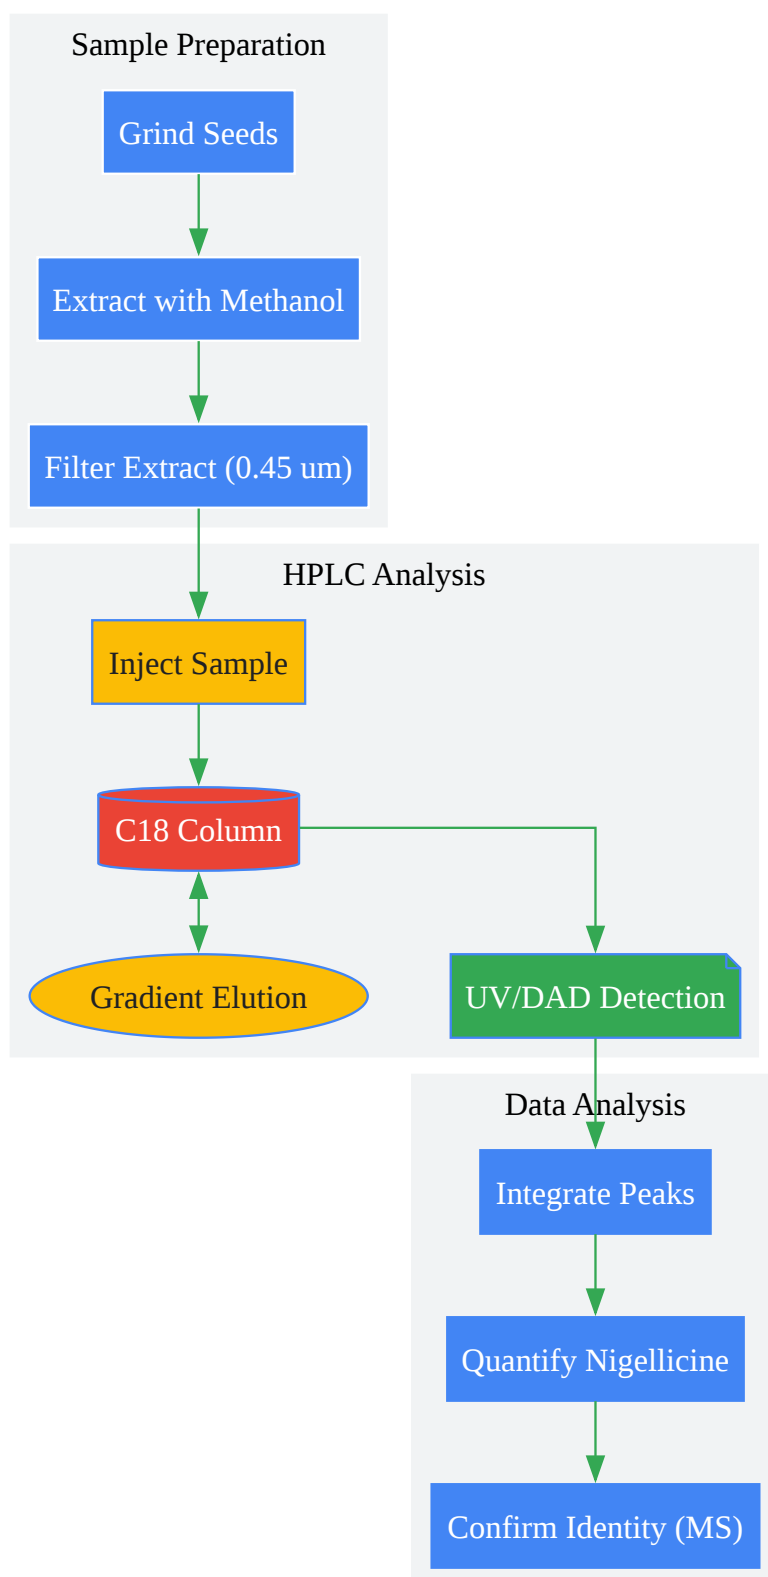 Sample Preparation
Grind Seeds
Extract with Methanol
Filter Extract (0.45 um)
HPLC Analysis
Inject Sample
C18 Column
Gradient Elution
UV/DAD Detection
Data Analysis
Integrate Peaks
Quantify Nigellicine
Confirm Identity (MS)